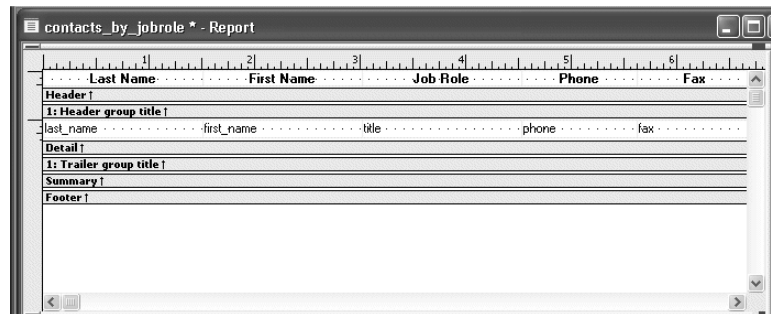 contacts_by_jobrole * - Report
1 2 3 4 5 6
Last Name First Name Job Role Phone Fax
Header ↑
1: Header group title ↑
last_name first_name title phone fax
Detail ↑
1: Trailer group title ↑
Summary ↑
Footer ↑